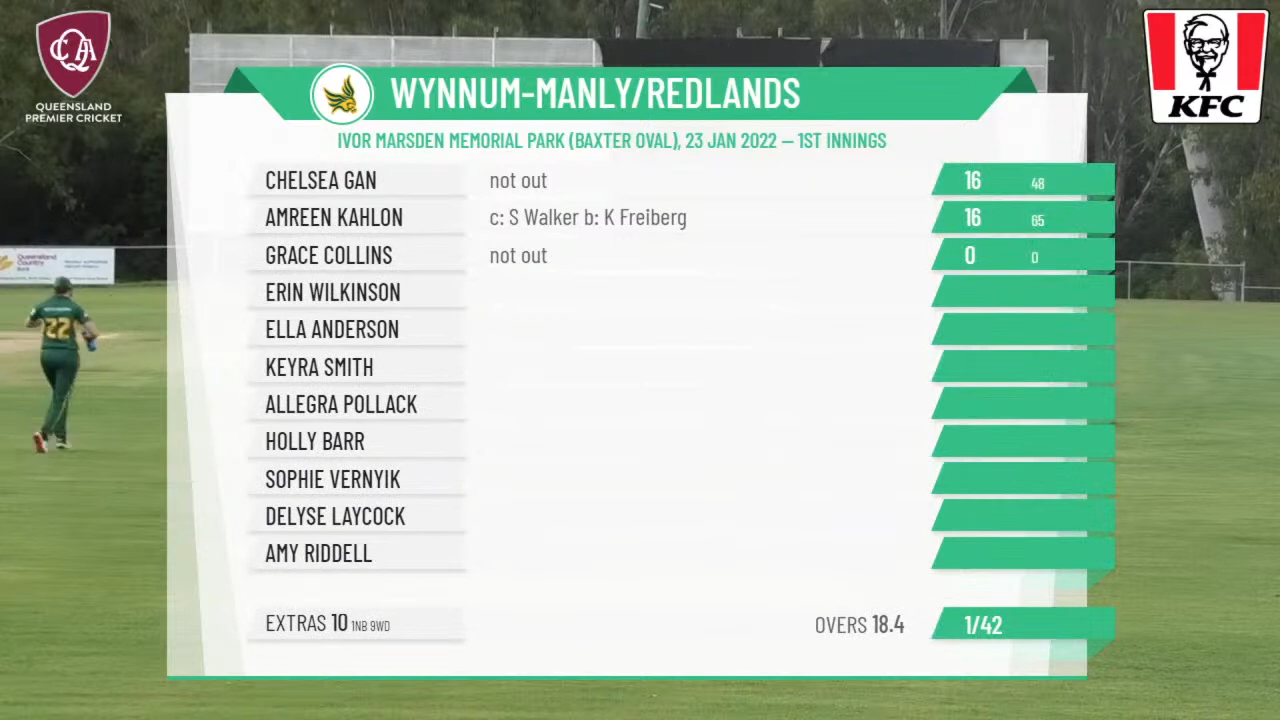 QUEENSLAND
PREMIER CRICKET
KFC
WYNNUM-MANLY/REDLANDS
IVOR MARSDEN MEMORIAL PARK (BAXTER OVAL), 23 JAN 2022 – 1ST INNINGS
CHELSEA GAN not out 16 48
AMREEN KAHLON c: S Walker b: K Freiberg 16 65
GRACE COLLINS not out 0 0
ERIN WILKINSON
ELLA ANDERSON
KEYRA SMITH
ALLEGRA POLLACK
HOLLY BARR
SOPHIE VERNYIK
DELYSE LAYCOCK
AMY RIDDELL
EXTRAS 10 1NB 9WD OVERS 18.4 1/42
Queensland
Country
Bank
22